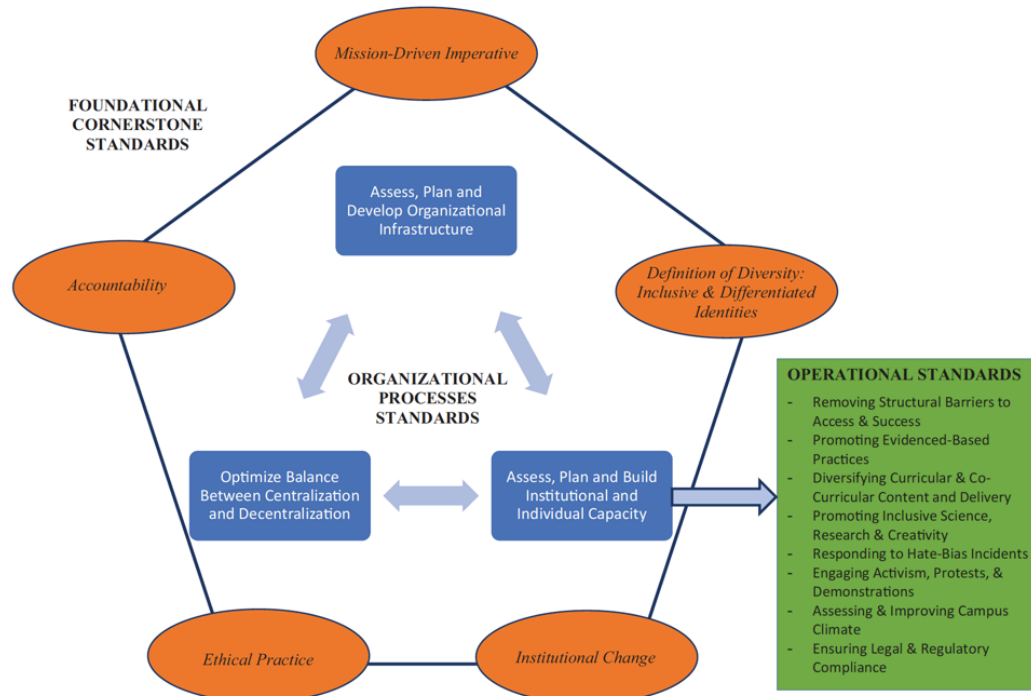 Mission-Driven Imperative
FOUNDATIONAL
CORNERSTONE
STANDARDS
Assess, Plan and
Develop Organizational
Infrastructure
Accountability
Definition of Diversity:
Inclusive & Differentiated
Identities
ORGANIZATIONAL
PROCESSES
STANDARDS
Optimize Balance
Between Centralization
and Decentralization
Assess, Plan and Build
Institutional and
Individual Capacity
OPERATIONAL STANDARDS
- Removing Structural Barriers to
Access & Success
- Promoting Evidenced-Based
Practices
- Diversifying Curricular & Co-
Curricular Content and Delivery
- Promoting Inclusive Science,
Research & Creativity
- Responding to Hate-Bias Incidents
- Engaging Activism, Protests, &
Demonstrations
- Assessing & Improving Campus
Climate
- Ensuring Legal & Regulatory
Compliance
Ethical Practice
Institutional Change